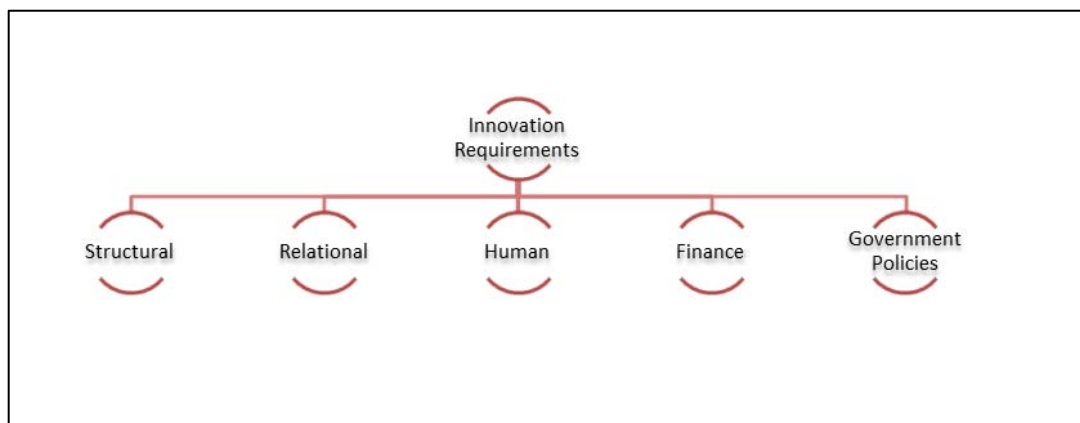 Innovation
Requirements
Structural
Relational
Human
Finance
Government
Policies